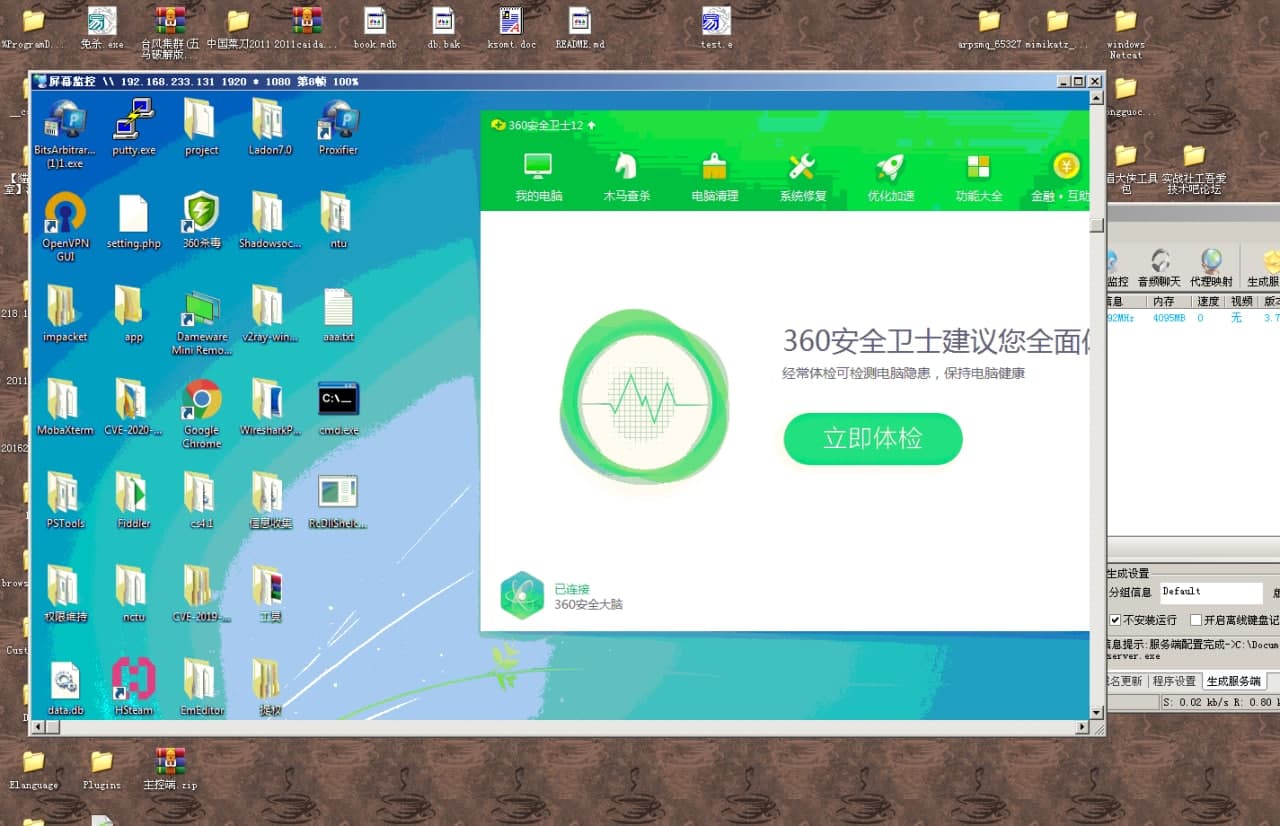 %ProgramD...
免杀.exe
台风集群(五马破解版...
中国菜刀2011
2011caida...
book.mdb
db.bak
ksomt.doc
README.md
test.e
arpsmq_65327
mimikatz_...
windows
Netcat
屏幕监控 \\ 192.168.233.131 1920 * 1080 第8帧 100%
BitsArbitrar...
(1)1.exe
putty.exe
project
Ladon7.0
Proxifier
360安全卫士12
我的电脑
木马查杀
电脑清理
系统修复
优化加速
功能大全
金融·互助
OpenVPN
GUI
setting.php
360杀毒
Shadowsoc...
ntu
impacket
app
Dameware
Mini Remo...
v2ray-win...
aaa.txt
360安全卫士建议您全面体
经常体检可检测电脑隐患，保持电脑健康
立即体检
MobaXterm
CVE-2020-...
Google
Chrome
WiresharkP...
cmd.exe
PSTools
Fiddler
cs4.1
信息收集
权限维持
nctu
CVE-2019-...
工具
已连接
360安全大脑
data.db
HSteam
EmEditor
提权
实战社工吾爱
技术吧论坛
监控
音频聊天
代理映射
生成服
内存
速度
视频
92MHz
4095MB
0
无
3.7
生成设置
分组信息
Default
不安装运行
开启离线键盘记
息提示:服务端配置完成->C:\Docum
server.exe
名更新
程序设置
生成服务端
S: 0.02 kb/s R: 0.80 k
Elanguage
Plugins
主控端.zip